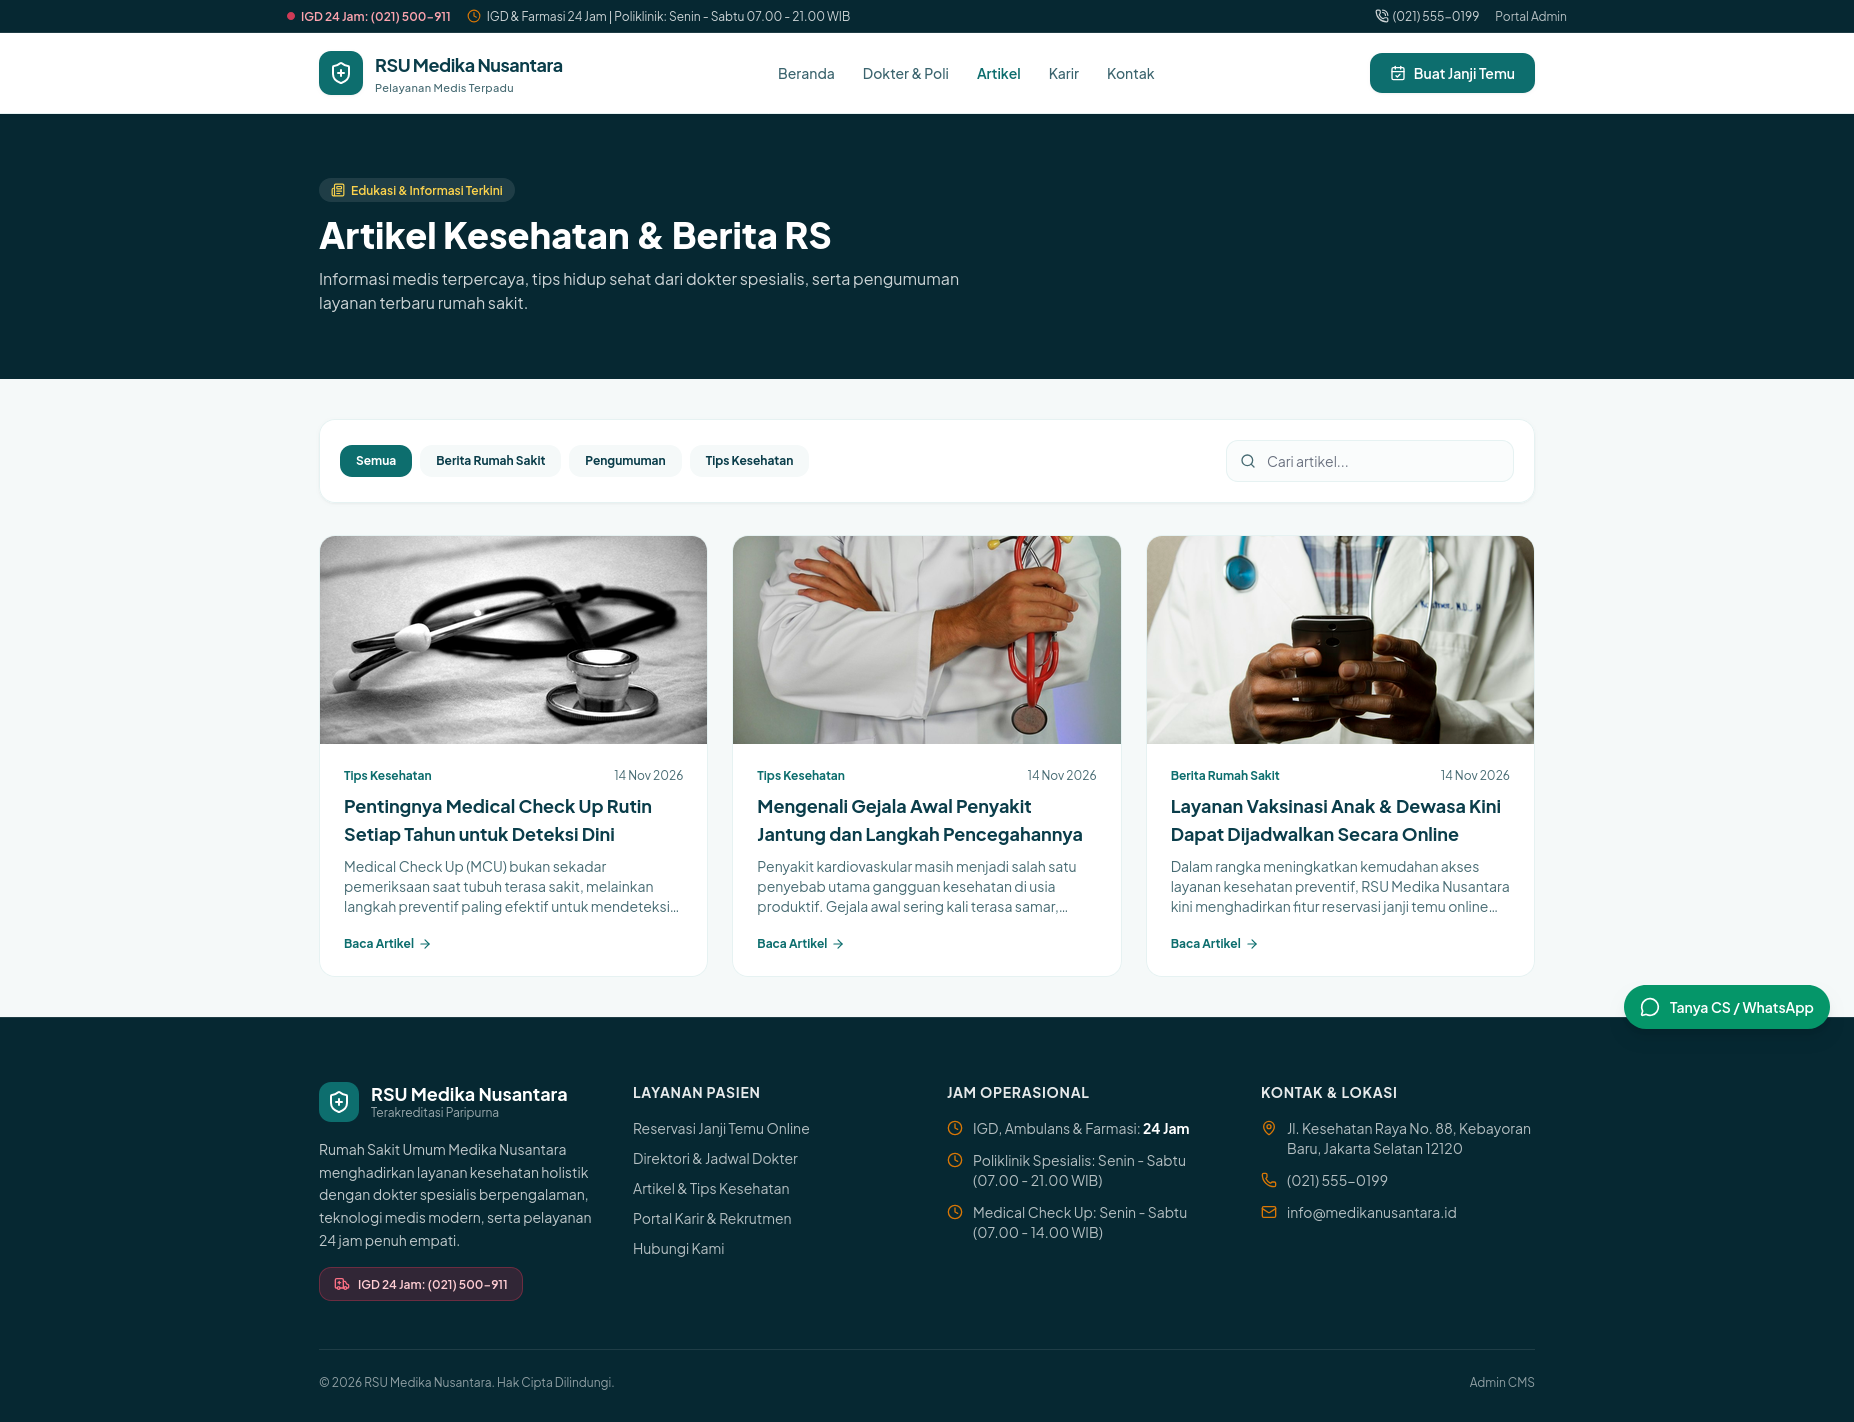 IGD 24 Jam: (021) 500-911
IGD & Farmasi 24 Jam | Poliklinik: Senin - Sabtu 07.00 - 21.00 WIB
(021) 555-0199
Portal Admin
RSU Medika Nusantara
Pelayanan Medis Terpadu
Beranda
Dokter & Poli
Artikel
Karir
Kontak
Buat Janji Temu
Edukasi & Informasi Terkini
Artikel Kesehatan & Berita RS
Informasi medis terpercaya, tips hidup sehat dari dokter spesialis, serta pengumuman
layanan terbaru rumah sakit.
Semua
Berita Rumah Sakit
Pengumuman
Tips Kesehatan
Cari artikel...
Tips Kesehatan
14 Nov 2026
Pentingnya Medical Check Up Rutin
Setiap Tahun untuk Deteksi Dini
Medical Check Up (MCU) bukan sekadar
pemeriksaan saat tubuh terasa sakit, melainkan
langkah preventif paling efektif untuk mendeteksi...
Baca Artikel
Tips Kesehatan
14 Nov 2026
Mengenali Gejala Awal Penyakit
Jantung dan Langkah Pencegahannya
Penyakit kardiovaskular masih menjadi salah satu
penyebab utama gangguan kesehatan di usia
produktif. Gejala awal sering kali terasa samar,...
Baca Artikel
Berita Rumah Sakit
14 Nov 2026
Layanan Vaksinasi Anak & Dewasa Kini
Dapat Dijadwalkan Secara Online
Dalam rangka meningkatkan kemudahan akses
layanan kesehatan preventif, RSU Medika Nusantara
kini menghadirkan fitur reservasi janji temu online...
Baca Artikel
Tanya CS / WhatsApp
RSU Medika Nusantara
Terakreditasi Paripurna
Rumah Sakit Umum Medika Nusantara
menghadirkan layanan kesehatan holistik
dengan dokter spesialis berpengalaman,
teknologi medis modern, serta pelayanan
24 jam penuh empati.
IGD 24 Jam: (021) 500-911
LAYANAN PASIEN
Reservasi Janji Temu Online
Direktori & Jadwal Dokter
Artikel & Tips Kesehatan
Portal Karir & Rekrutmen
Hubungi Kami
JAM OPERASIONAL
IGD, Ambulans & Farmasi: 24 Jam
Poliklinik Spesialis: Senin - Sabtu
(07.00 - 21.00 WIB)
Medical Check Up: Senin - Sabtu
(07.00 - 14.00 WIB)
KONTAK & LOKASI
Jl. Kesehatan Raya No. 88, Kebayoran
Baru, Jakarta Selatan 12120
(021) 555-0199
info@medikanusantara.id
© 2026 RSU Medika Nusantara. Hak Cipta Dilindungi.
Admin CMS